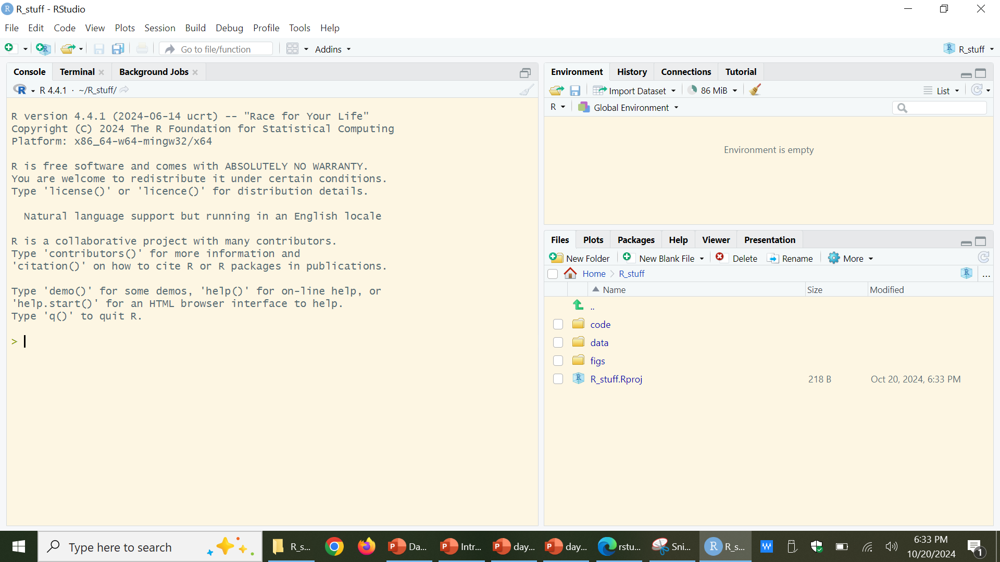 R_stuff - RStudio
File Edit Code View Plots Session Build Debug Profile Tools Help
Go to file/function Addins R_stuff
Console Terminal Background Jobs
R 4.4.1 · ~/R_stuff/
R version 4.4.1 (2024-06-14 ucrt) -- "Race for Your Life"
Copyright (C) 2024 The R Foundation for Statistical Computing
Platform: x86_64-w64-mingw32/x64
R is free software and comes with ABSOLUTELY NO WARRANTY.
You are welcome to redistribute it under certain conditions.
Type 'license()' or 'licence()' for distribution details.
Natural language support but running in an English locale
R is a collaborative project with many contributors.
Type 'contributors()' for more information and
'citation()' on how to cite R or R packages in publications.
Type 'demo()' for some demos, 'help()' for on-line help, or
'help.start()' for an HTML browser interface to help.
Type 'q()' to quit R.
>
Environment History Connections Tutorial
Import Dataset 86 MiB List
R Global Environment
Environment is empty
Files Plots Packages Help Viewer Presentation
New Folder New Blank File Delete Rename More
Home R_stuff ...
Name Size Modified
..
code
data
figs
R_stuff.Rproj 218 B Oct 20, 2024, 6:33 PM
Type here to search R_s... Da... Intr... day... day... rstu... Sni... R_s... 6:33 PM
10/20/2024 1